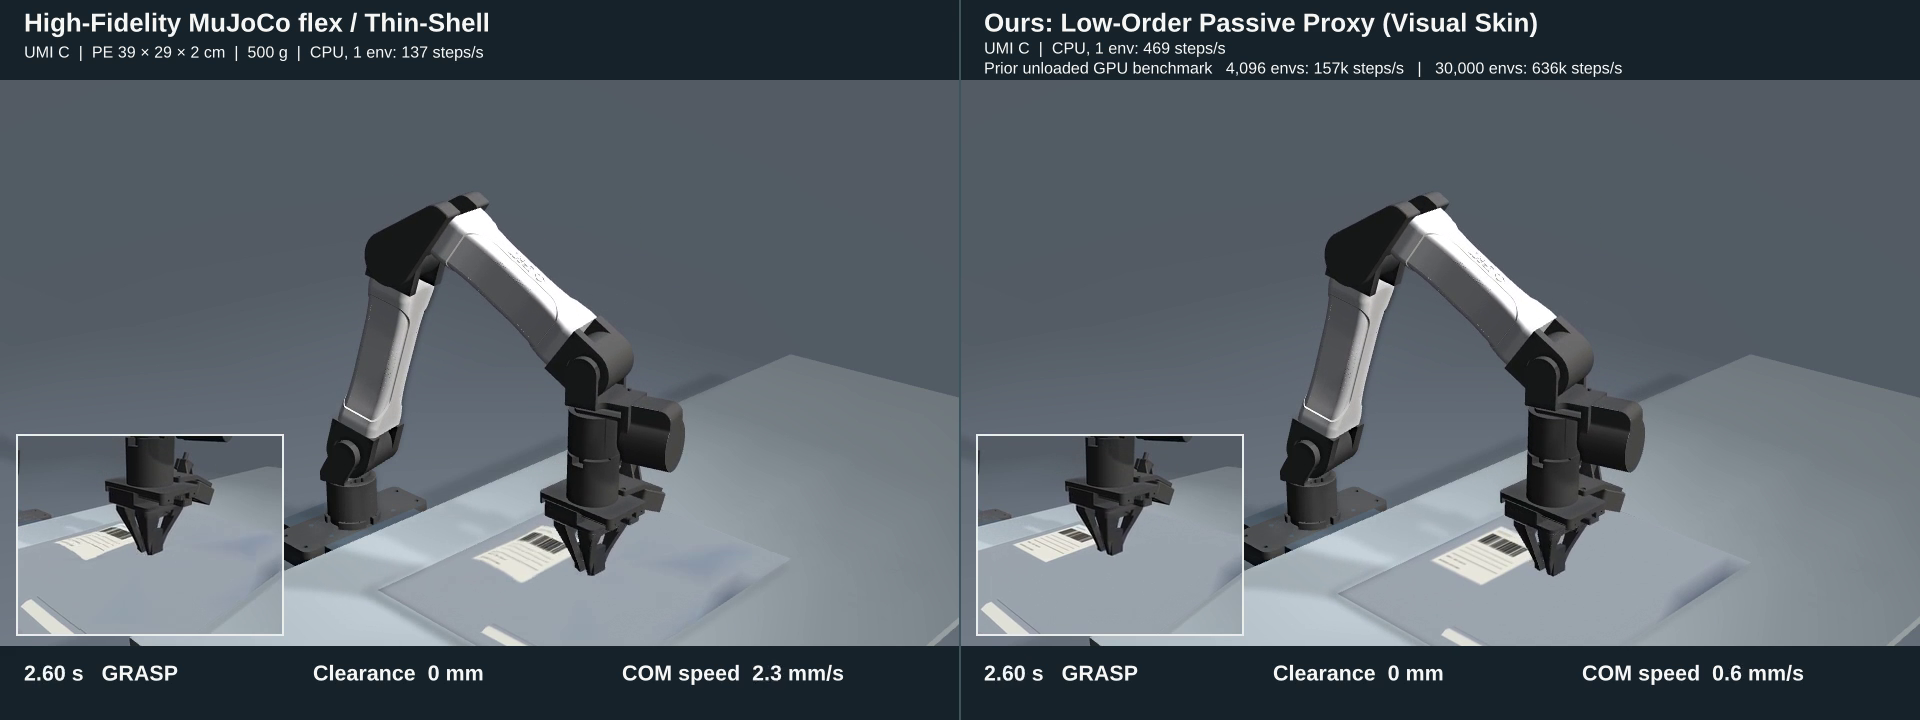 High-Fidelity MuJoCo flex / Thin-Shell
UMI C | PE 39 × 29 × 2 cm | 500 g | CPU, 1 env: 137 steps/s
2.60 s GRASP
Clearance 0 mm
COM speed 2.3 mm/s
Ours: Low-Order Passive Proxy (Visual Skin)
UMI C | CPU, 1 env: 469 steps/s
Prior unloaded GPU benchmark 4,096 envs: 157k steps/s | 30,000 envs: 636k steps/s
2.60 s GRASP
Clearance 0 mm
COM speed 0.6 mm/s